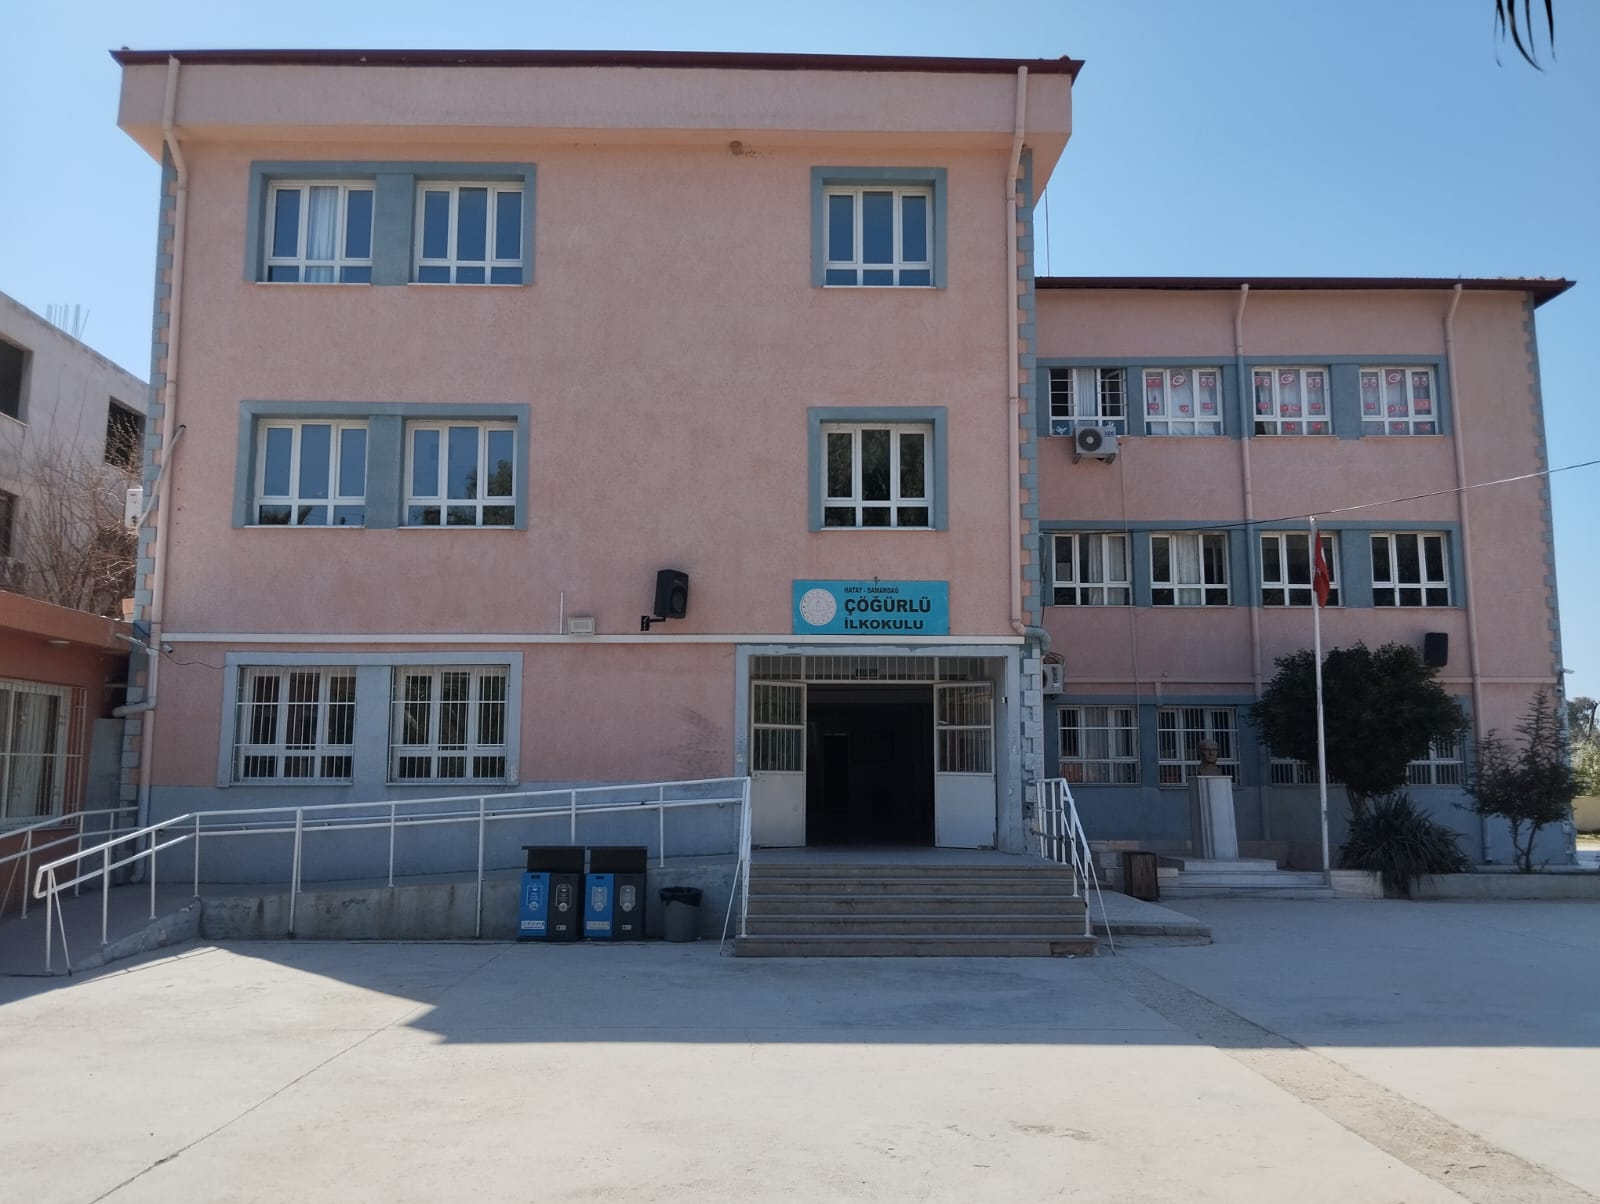 HATAY - SAMANDAĞ
ÇÖĞÜRLÜ
İLKOKULU